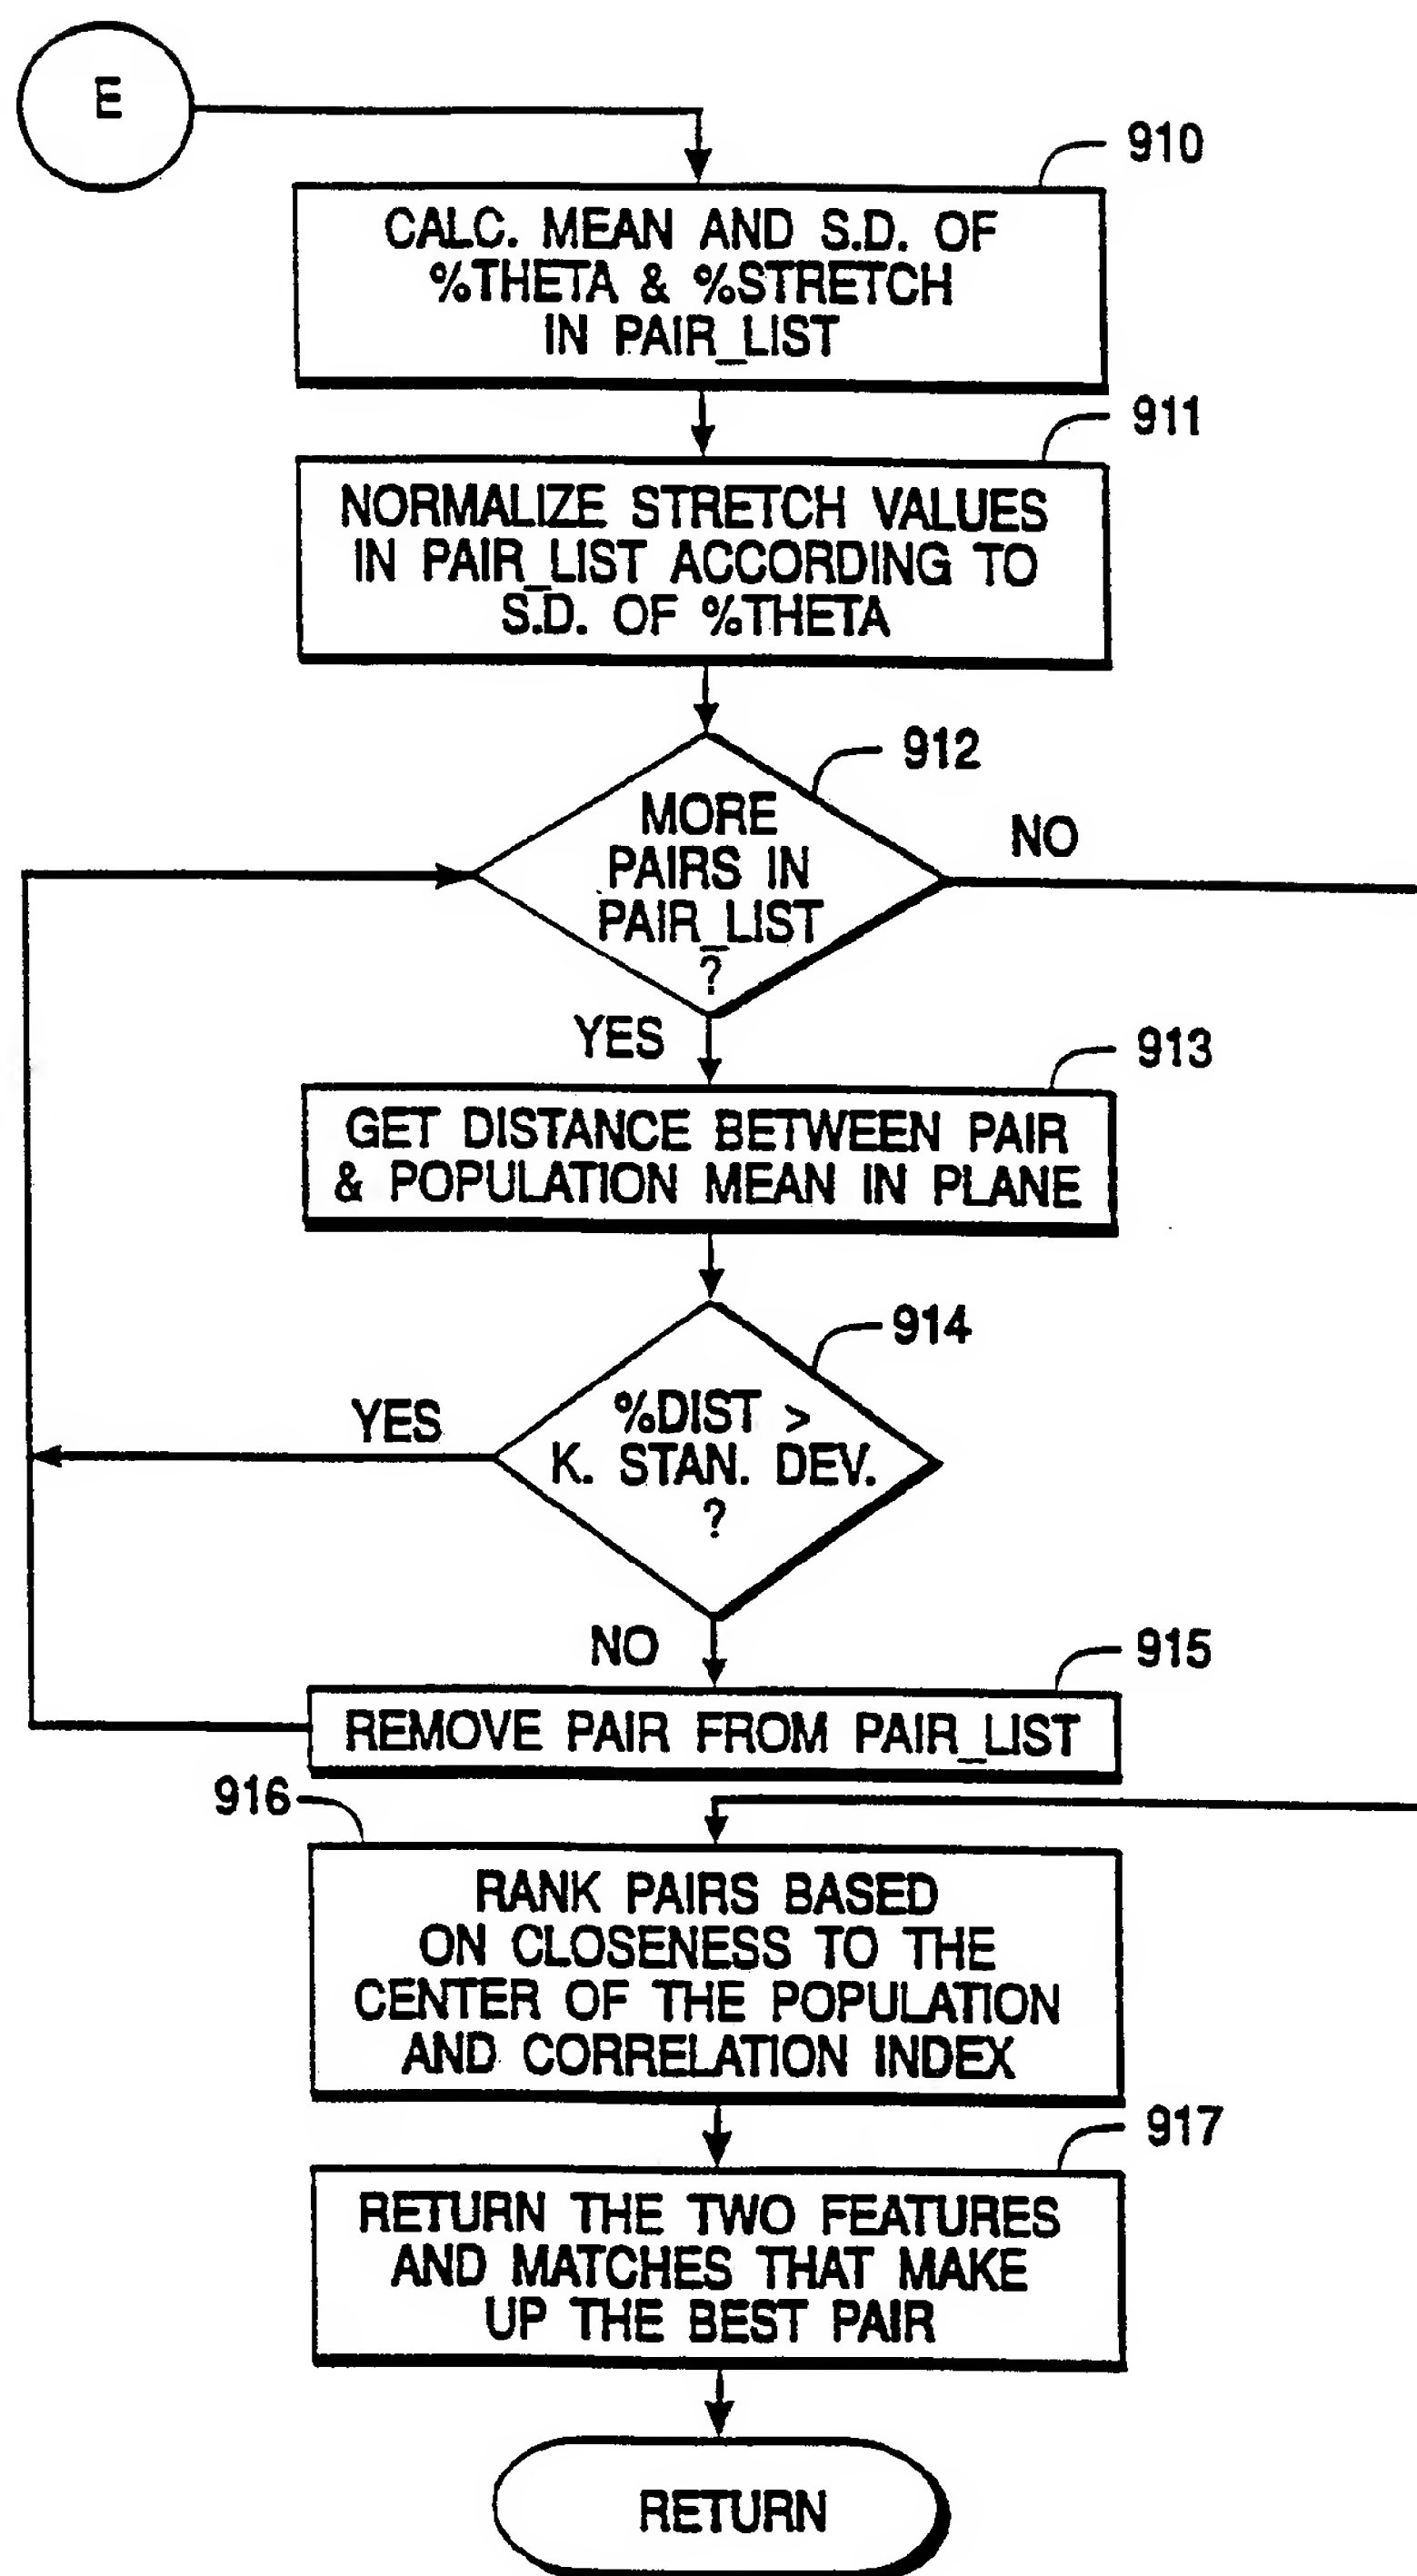 E
910
CALC. MEAN AND S.D. OF
%THETA & %STRETCH
IN PAIR_LIST
911
NORMALIZE STRETCH VALUES
IN PAIR_LIST ACCORDING TO
S.D. OF %THETA
912
MORE
PAIRS IN
PAIR_LIST
?
NO
YES
913
GET DISTANCE BETWEEN PAIR
& POPULATION MEAN IN PLANE
914
%DIST >
K. STAN. DEV.
?
YES
NO
915
REMOVE PAIR FROM PAIR_LIST
916
RANK PAIRS BASED
ON CLOSENESS TO THE
CENTER OF THE POPULATION
AND CORRELATION INDEX
917
RETURN THE TWO FEATURES
AND MATCHES THAT MAKE
UP THE BEST PAIR
RETURN